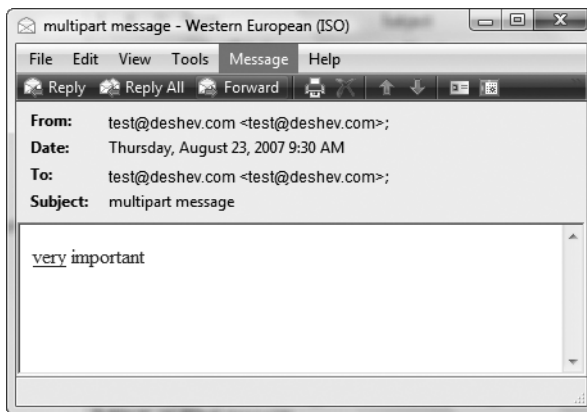 multipart message - Western European (ISO)
File Edit View Tools Message Help
Reply Reply All Forward
From: test@deshev.com <test@deshev.com>;
Date: Thursday, August 23, 2007 9:30 AM
To: test@deshev.com <test@deshev.com>;
Subject: multipart message
very important